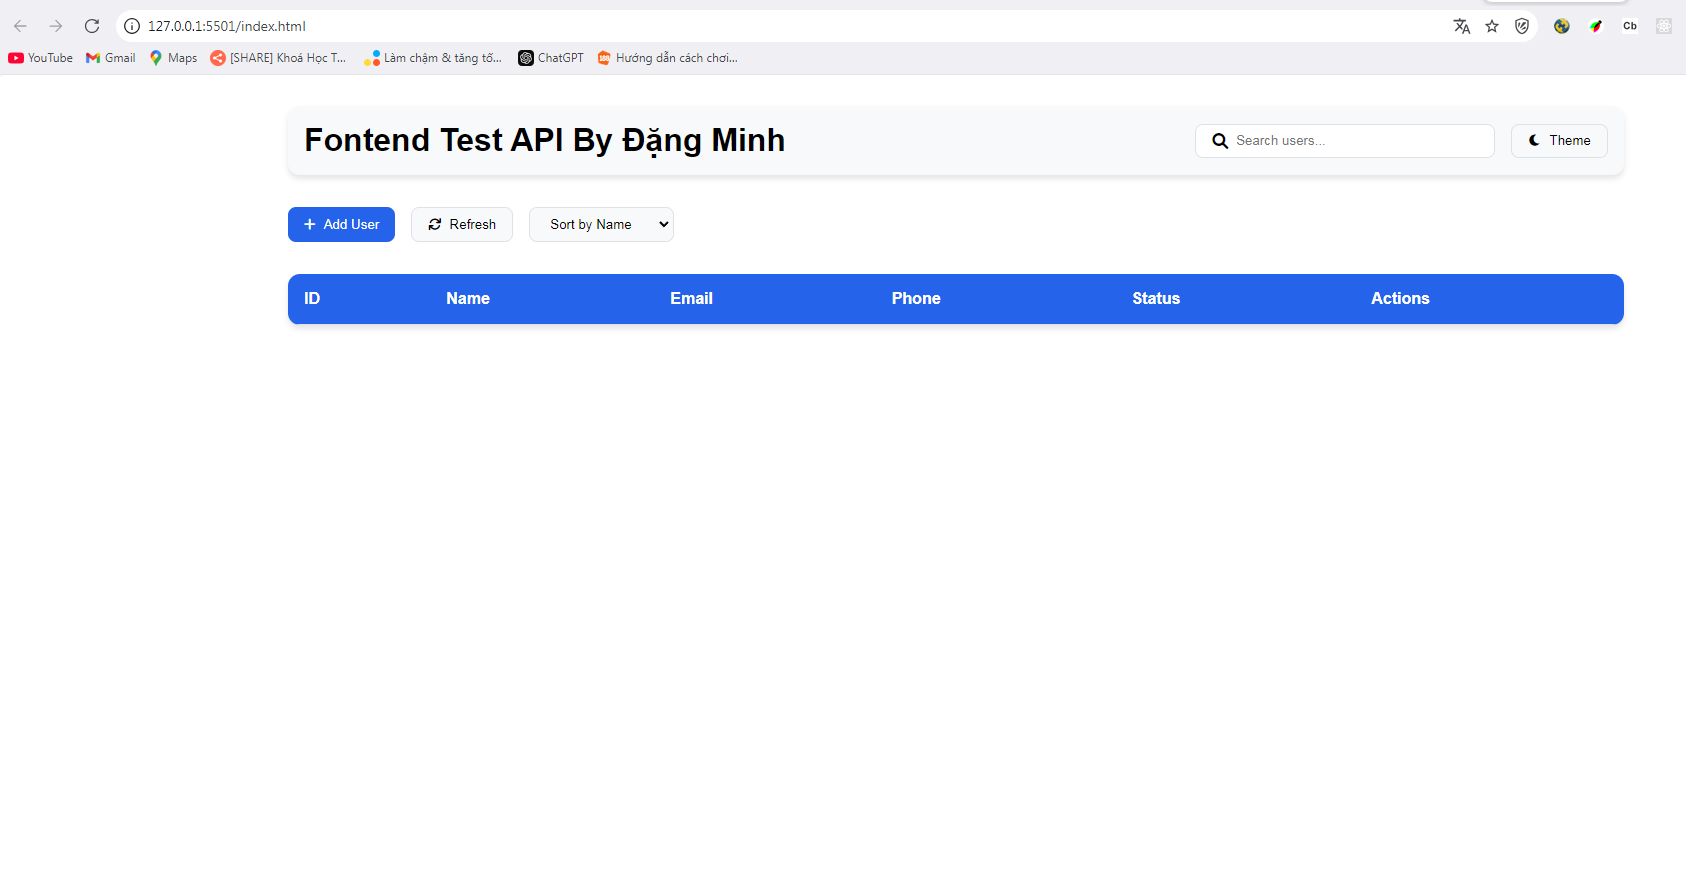 127.0.0.1:5501/index.html
Cb
YouTube Gmail Maps [SHARE] Khoá Học T... Làm chậm & tăng tố... ChatGPT Hướng dẫn cách chơi...
Fontend Test API By Đặng Minh
Search users...
Theme
Add User Refresh Sort by Name
ID Name Email Phone Status Actions